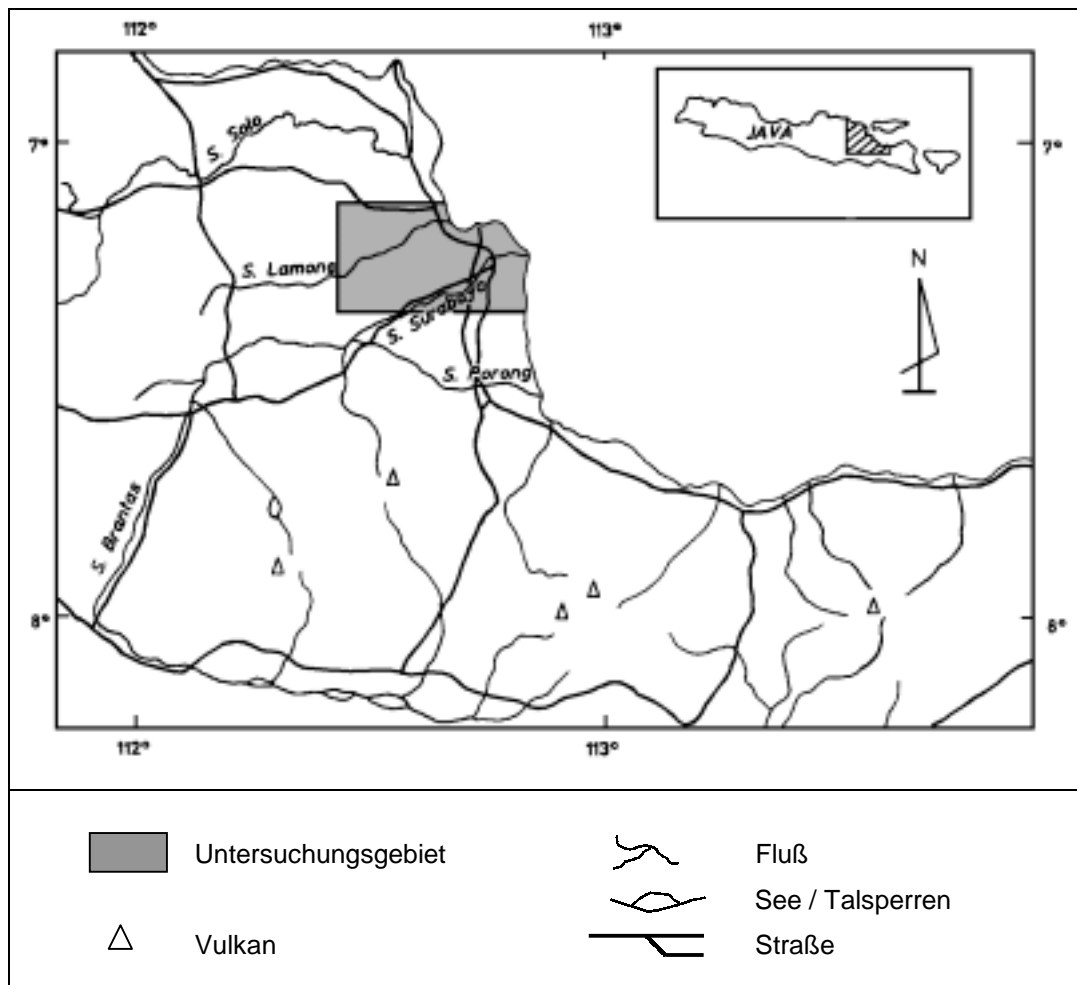 112°
113°
7°
7°
S. Solo
JAVA
N
S. Lamong
S. Surabaya
S. Porong
S. Brantas
8°
8°
112°
113°
Untersuchungsgebiet
Fluß
See / Talsperren
Vulkan
Straße